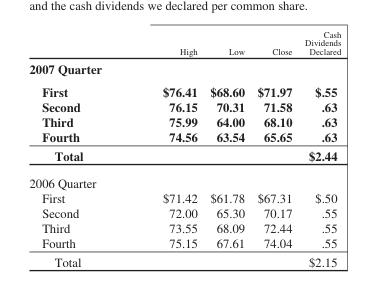 and the cash dividends we declared per common share.
Cash
Dividends
High Low Close Declared
2007 Quarter
First $76.41 $68.60 $71.97 $.55
Second 76.15 70.31 71.58 .63
Third 75.99 64.00 68.10 .63
Fourth 74.56 63.54 65.65 .63
Total $2.44
2006 Quarter
First $71.42 $61.78 $67.31 $.50
Second 72.00 65.30 70.17 .55
Third 73.55 68.09 72.44 .55
Fourth 75.15 67.61 74.04 .55
Total $2.15